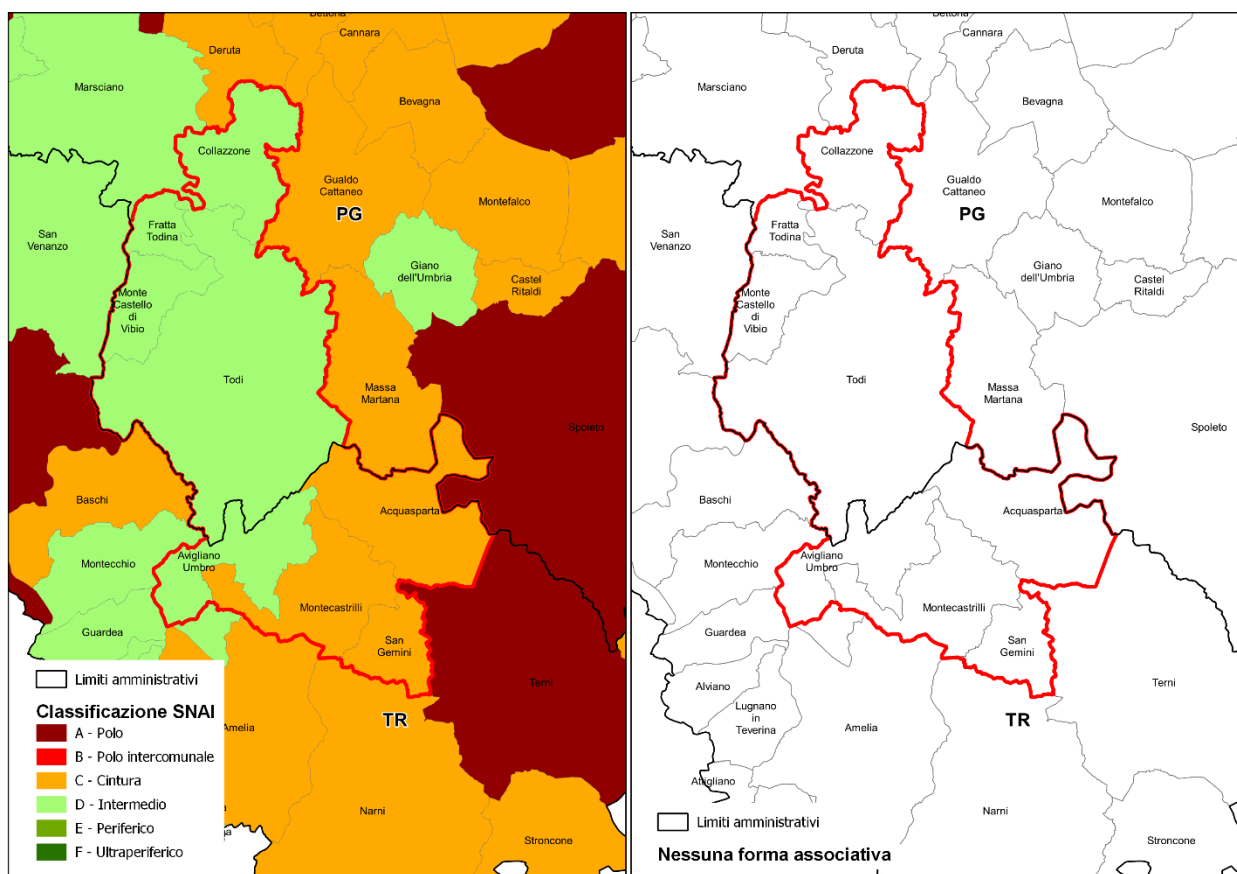 Bettona
Cannara
Deruta
Marsciano
Bevagna
Collazzone
Gualdo
Cattaneo
Montefalco
PG
Fratta
Todina
San
Venanzo
Giano
dell'Umbria
Castel
Ritaldi
Monte
Castello
di
Vibio
Todi
Massa
Martana
Spoleto
Baschi
Acquasparta
Avigliano
Umbro
Montecchio
Montecastrilli
Guardea
San
Gemini
Terni
TR
Amelia
Narni
Stroncone
Limiti amministrativi
Classificazione SNAI
A - Polo
B - Polo intercomunale
C - Cintura
D - Intermedio
E - Periferico
F - Ultraperiferico
Bettona
Cannara
Deruta
Marsciano
Bevagna
Collazzone
Gualdo
Cattaneo
Montefalco
PG
Fratta
Todina
San
Venanzo
Giano
dell'Umbria
Castel
Ritaldi
Monte
Castello
di
Vibio
Todi
Massa
Martana
Spoleto
Baschi
Acquasparta
Avigliano
Umbro
Montecchio
Montecastrilli
Guardea
San
Gemini
Terni
Alviano
Lugnano
in
Teverina
TR
Amelia
Attigliano
Narni
Stroncone
Limiti amministrativi
Nessuna forma associativa